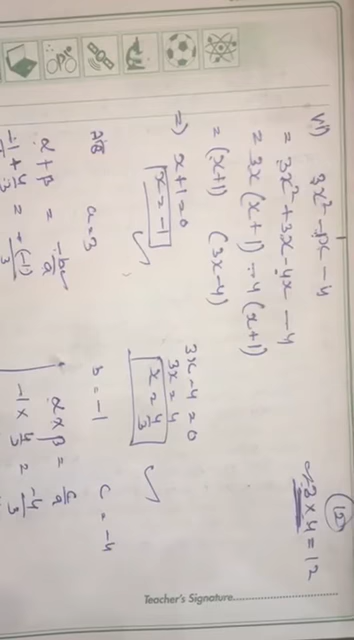 vi) 3x² - x - 4
-3 × 4 = 12
12
= 3x² + 3x - 4x - 4
= 3x (x+1) - 4 (x+1)
= (x+1) (3x-4)
=) x+1=0
x = -1
3x-4=0
3x=4
x = 4/3
a=3
b = -1
c = -4
α+β = -b/a
-1 + 4/3 = -(-1)/3
α×β = c/a
-1 × 4/3 = -4/3
Teacher's Signature